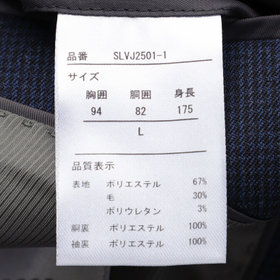 品番 SLVJ2501-1
サイズ
胸囲 胴囲 身長
94 82 175
L
品質表示
表地 ポリエステル 67%
毛 30%
ポリウレタン 3%
胴裏 ポリエステル 100%
袖裏 ポリエステル 100%